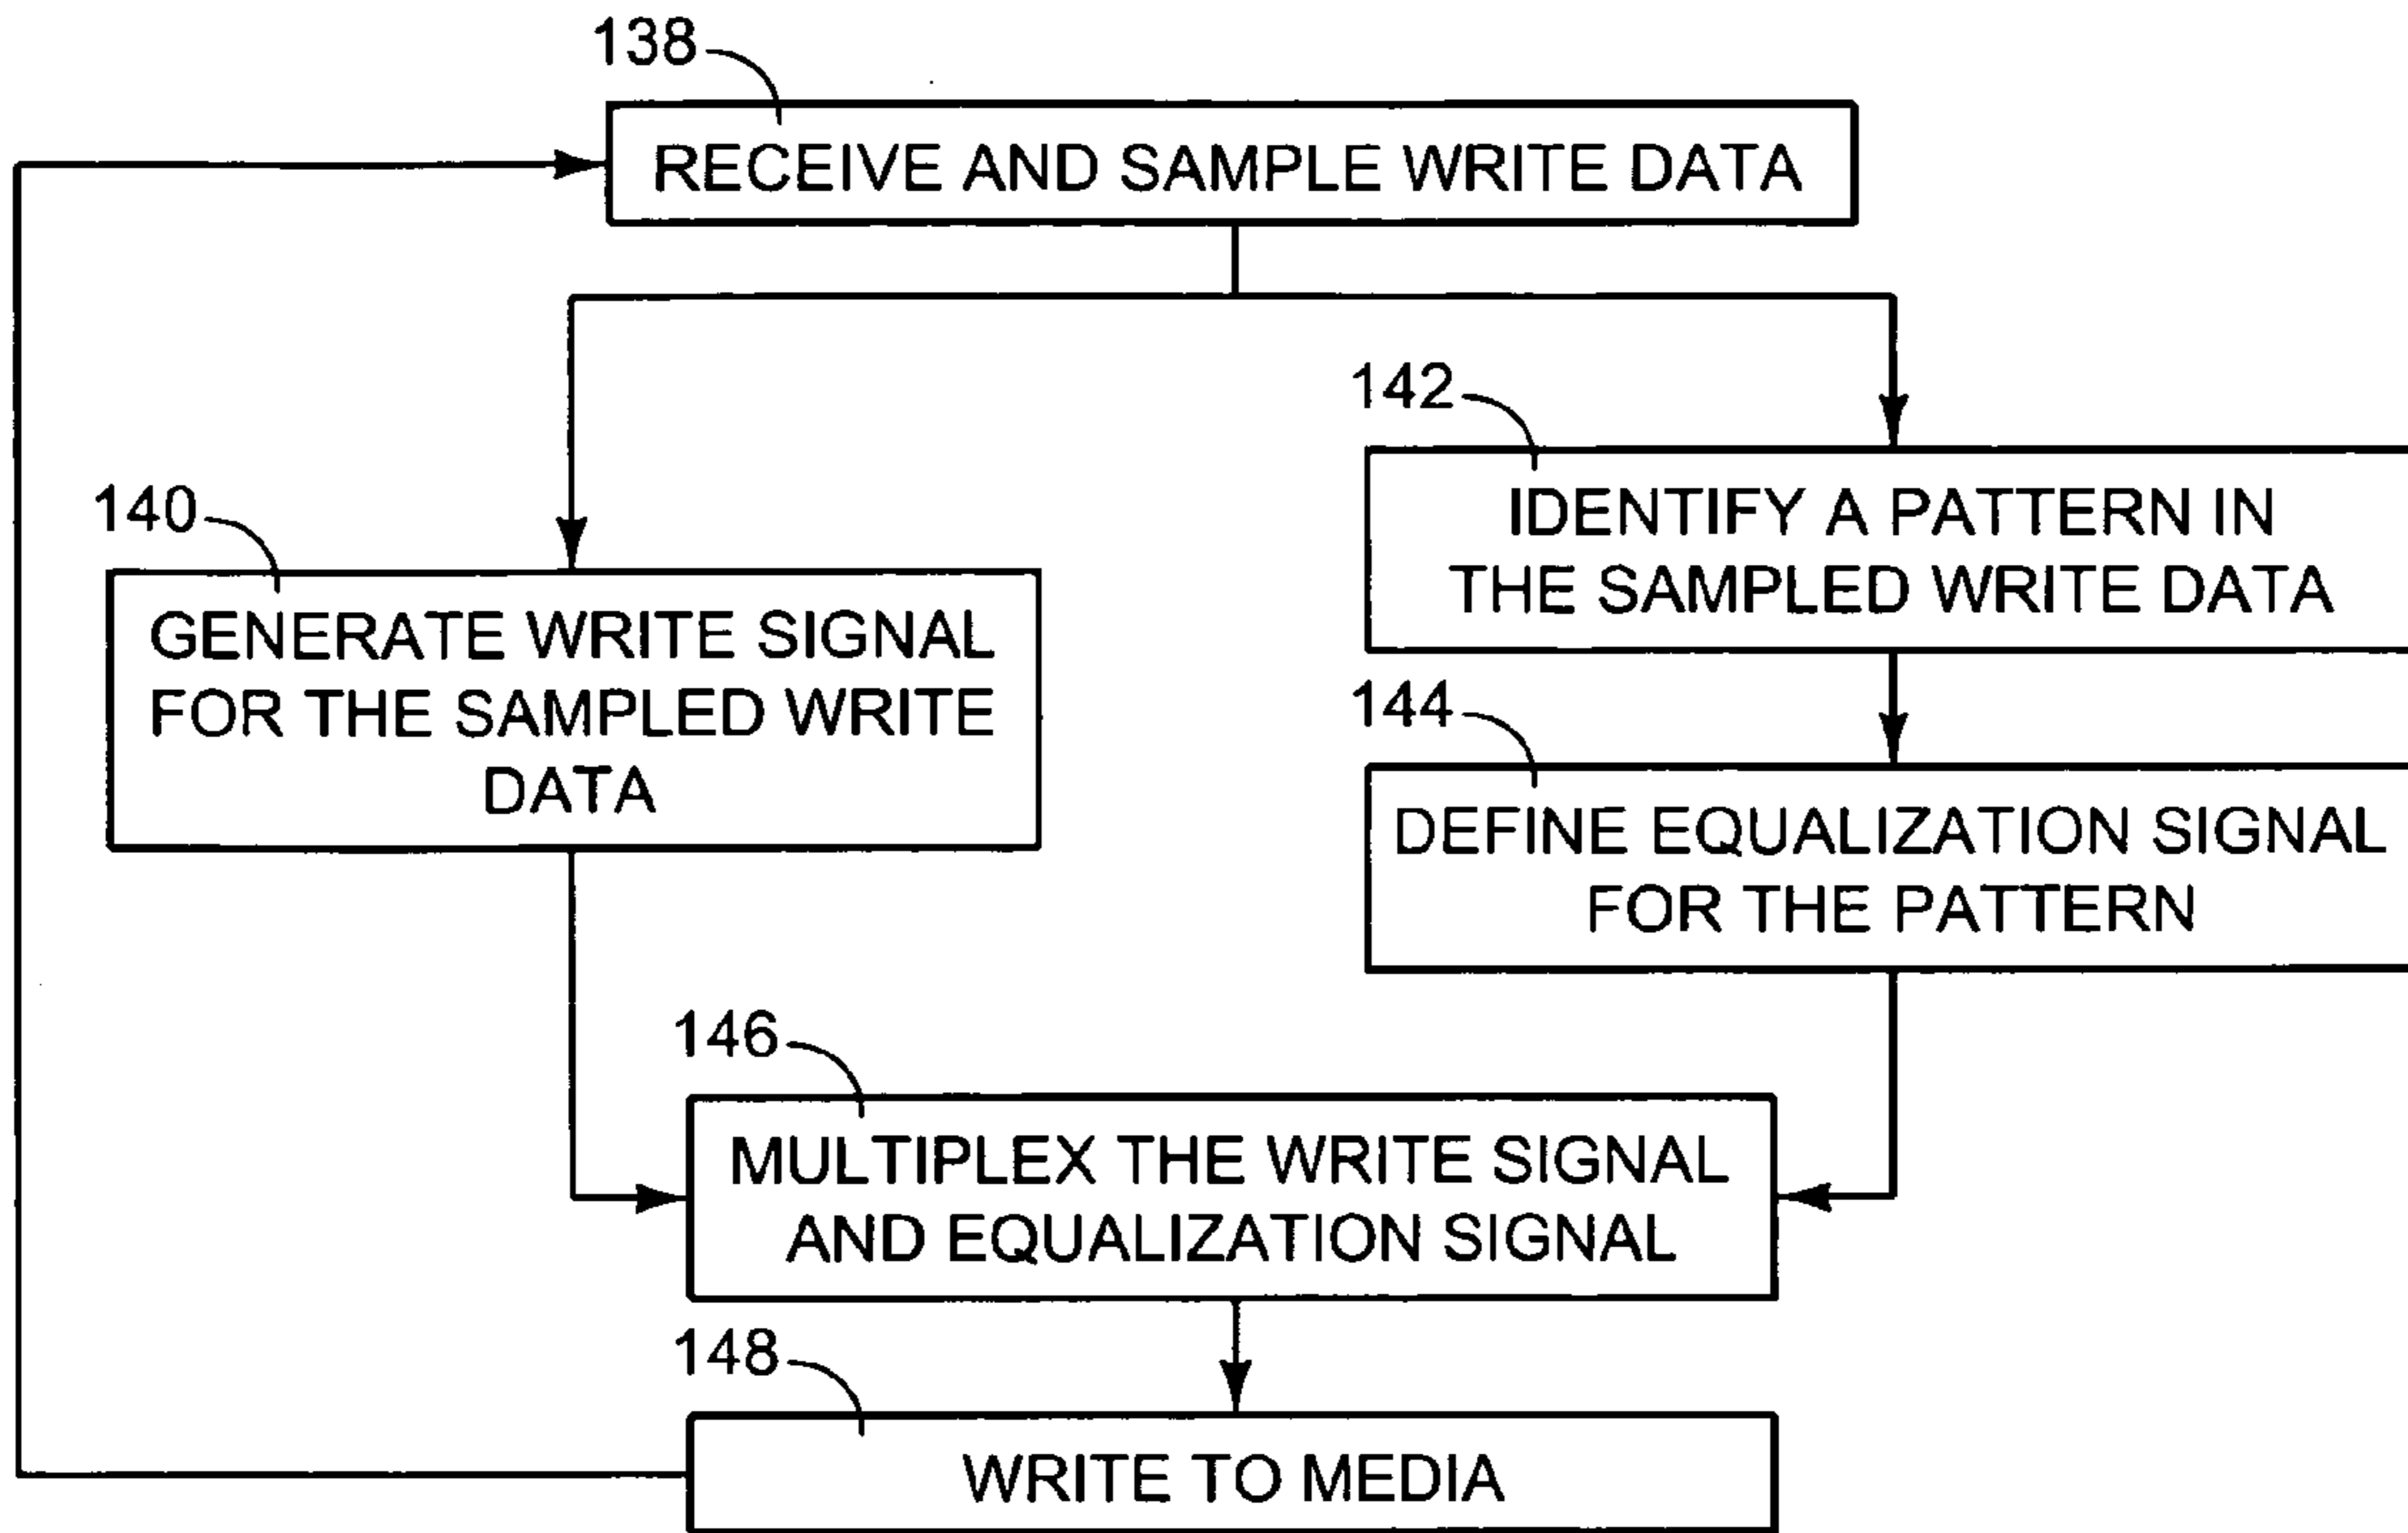 138
RECEIVE AND SAMPLE WRITE DATA
140
GENERATE WRITE SIGNAL
FOR THE SAMPLED WRITE
DATA
142
IDENTIFY A PATTERN IN
THE SAMPLED WRITE DATA
144
DEFINE EQUALIZATION SIGNAL
FOR THE PATTERN
146
MULTIPLEX THE WRITE SIGNAL
AND EQUALIZATION SIGNAL
148
WRITE TO MEDIA